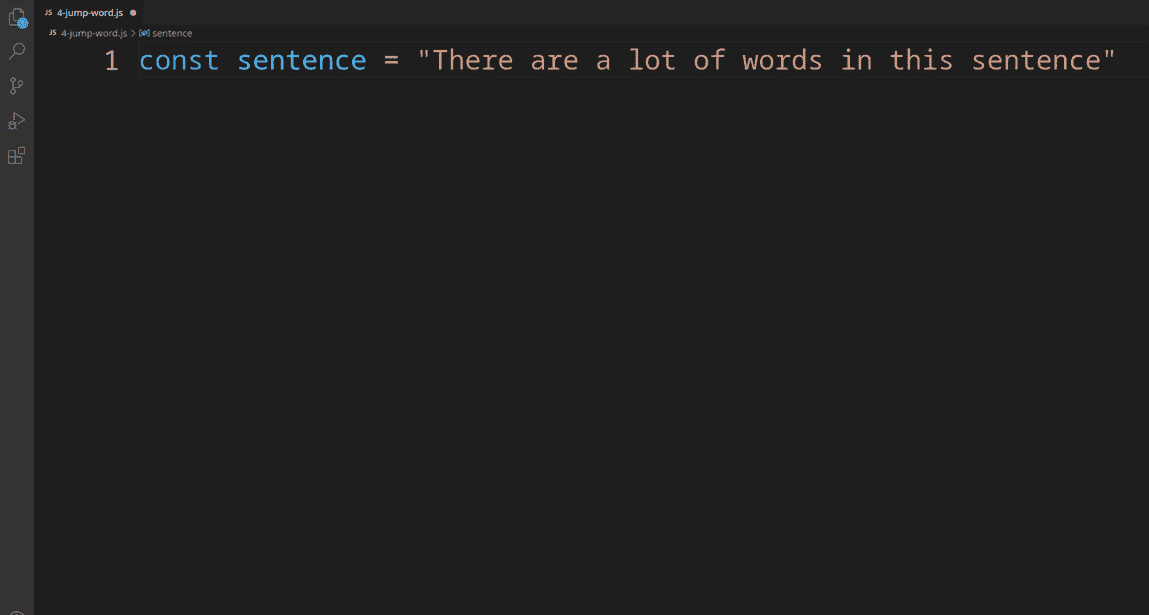 JS 4-jump-word.js
JS 4-jump-word.js > sentence
1 const sentence = "There are a lot of words in this sentence"